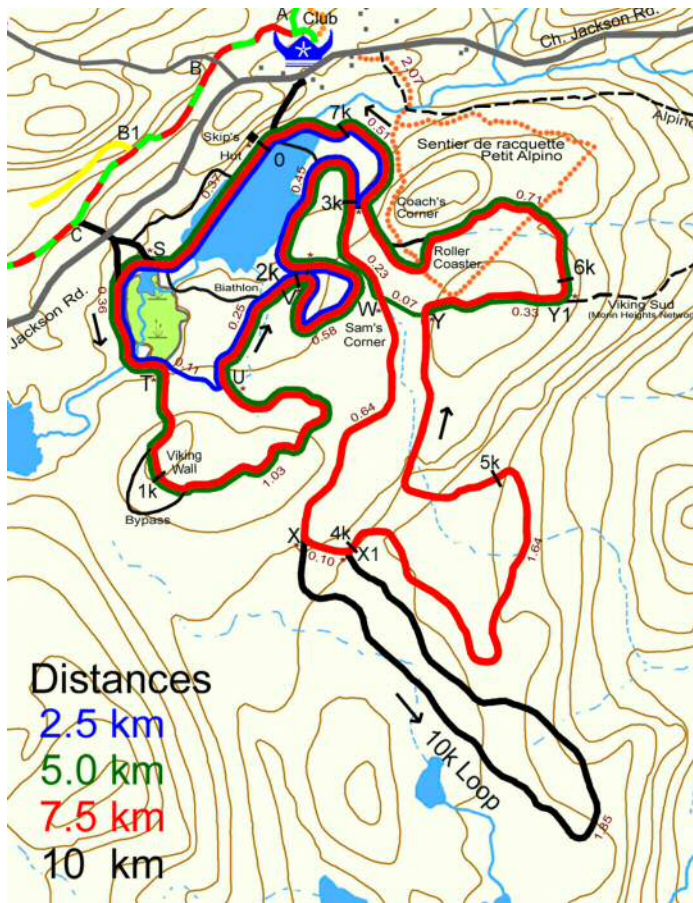 A
Club
Ch. Jackson Rd.
B
2.07
B1
7k
0.51
Alpino
Skip's
Hut
0
Sentier de racquette
Petit Alpino
0.37
0.45
Coach's
Corner
0.71
3k
C
S
Roller
Coaster
0.36
Jackson Rd.
Biathlon
2k
V
0.23
6k
0.25
W
0.07
Y
0.33
Y1
Viking Sud
(Morin Heights Network
0.58
Sam's
Corner
0.11
T
U
0.64
Viking
Wall
1k
1.03
5k
Bypass
X
4k
X1
0.10
1.64
Distances
2.5 km
5.0 km
7.5 km
10 km
10k Loop
1.85